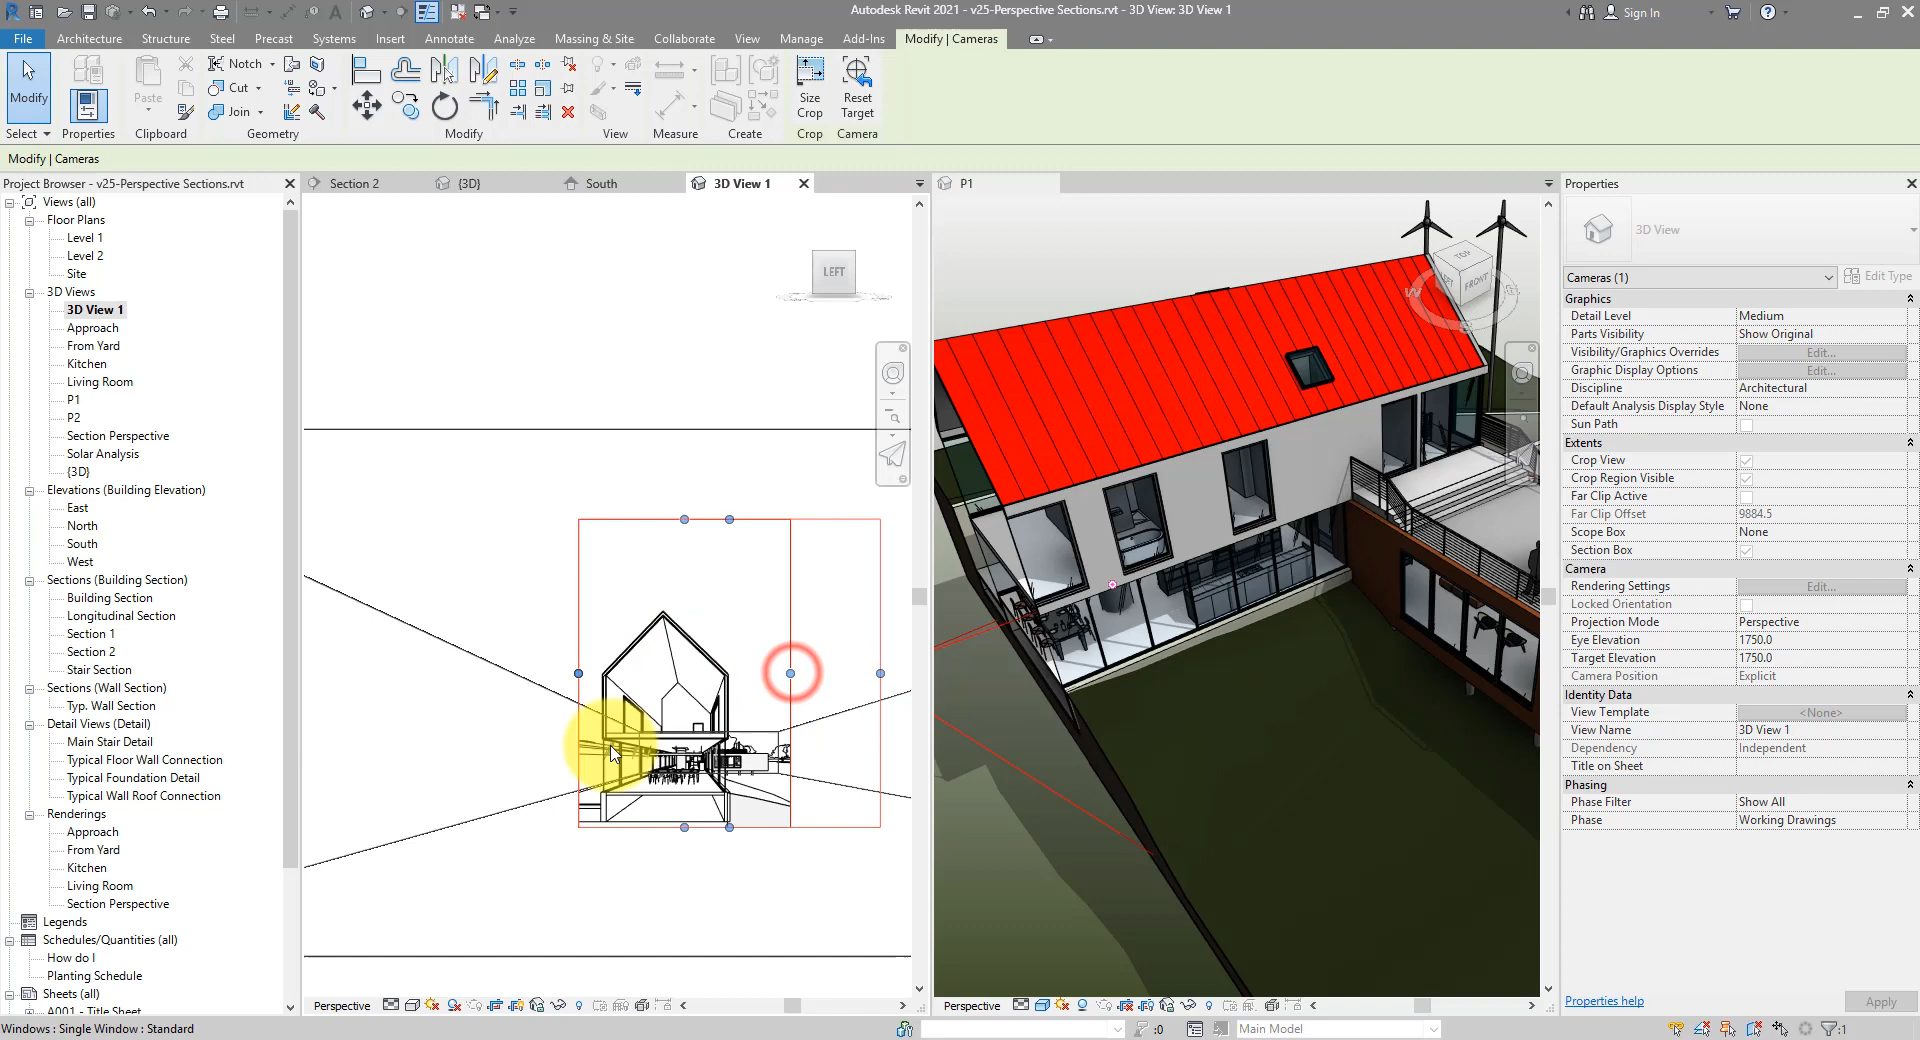 Autodesk Revit 2021 - v25-Perspective Sections.rvt - 3D View: 3D View 1
Sign In
File
Architecture
Structure
Steel
Precast
Systems
Insert
Annotate
Analyze
Massing & Site
Collaborate
View
Manage
Add-Ins
Modify | Cameras
Modify
Paste
Notch
Cut
Join
Size Crop
Reset Target
Select
Properties
Clipboard
Geometry
Modify
View
Measure
Create
Crop
Camera
Modify | Cameras
Project Browser - v25-Perspective Sections.rvt
Views (all)
Floor Plans
Level 1
Level 2
Site
3D Views
3D View 1
Approach
From Yard
Kitchen
Living Room
P1
P2
Section Perspective
Solar Analysis
{3D}
Elevations (Building Elevation)
East
North
South
West
Sections (Building Section)
Building Section
Longitudinal Section
Section 1
Section 2
Stair Section
Sections (Wall Section)
Typ. Wall Section
Detail Views (Detail)
Main Stair Detail
Typical Floor Wall Connection
Typical Foundation Detail
Typical Wall Roof Connection
Renderings
Approach
From Yard
Kitchen
Living Room
Section Perspective
Legends
Schedules/Quantities (all)
How do I
Planting Schedule
Sheets (all)
A001 - Title Sheet
Section 2
{3D}
South
3D View 1
LEFT
Perspective
P1
TOP
LEFT
FRONT
W
Perspective
Properties
3D View
Cameras (1)
Edit Type
Graphics
Detail Level Medium
Parts Visibility Show Original
Visibility/Graphics Overrides Edit...
Graphic Display Options Edit...
Discipline Architectural
Default Analysis Display Style None
Sun Path
Extents
Crop View
Crop Region Visible
Far Clip Active
Far Clip Offset 9884.5
Scope Box None
Section Box
Camera
Rendering Settings Edit...
Locked Orientation
Projection Mode Perspective
Eye Elevation 1750.0
Target Elevation 1750.0
Camera Position Explicit
Identity Data
View Template <None>
View Name 3D View 1
Dependency Independent
Title on Sheet
Phasing
Phase Filter Show All
Phase Working Drawings
Properties help
Apply
Windows : Single Window : Standard
:0
Main Model
:1